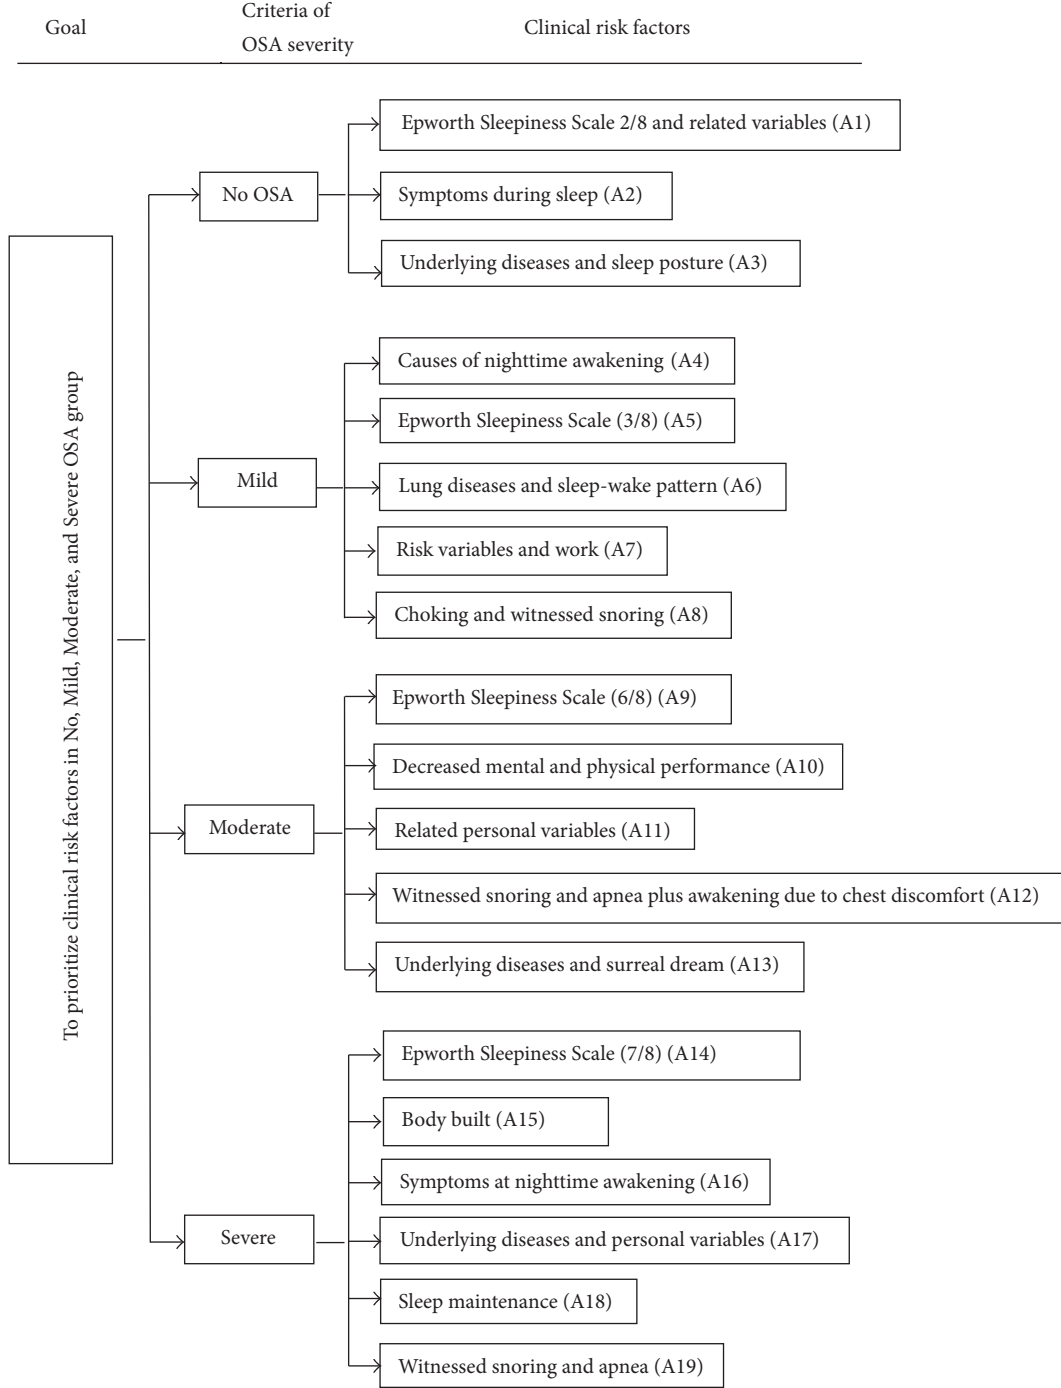 Goal
Criteria of
OSA severity
Clinical risk factors
To prioritize clinical risk factors in No, Mild, Moderate, and Severe OSA group
No OSA
Epworth Sleepiness Scale 2/8 and related variables (A1)
Symptoms during sleep (A2)
Underlying diseases and sleep posture (A3)
Mild
Causes of nighttime awakening (A4)
Epworth Sleepiness Scale (3/8) (A5)
Lung diseases and sleep-wake pattern (A6)
Risk variables and work (A7)
Choking and witnessed snoring (A8)
Moderate
Epworth Sleepiness Scale (6/8) (A9)
Decreased mental and physical performance (A10)
Related personal variables (A11)
Witnessed snoring and apnea plus awakening due to chest discomfort (A12)
Underlying diseases and surreal dream (A13)
Severe
Epworth Sleepiness Scale (7/8) (A14)
Body built (A15)
Symptoms at nighttime awakening (A16)
Underlying diseases and personal variables (A17)
Sleep maintenance (A18)
Witnessed snoring and apnea (A19)